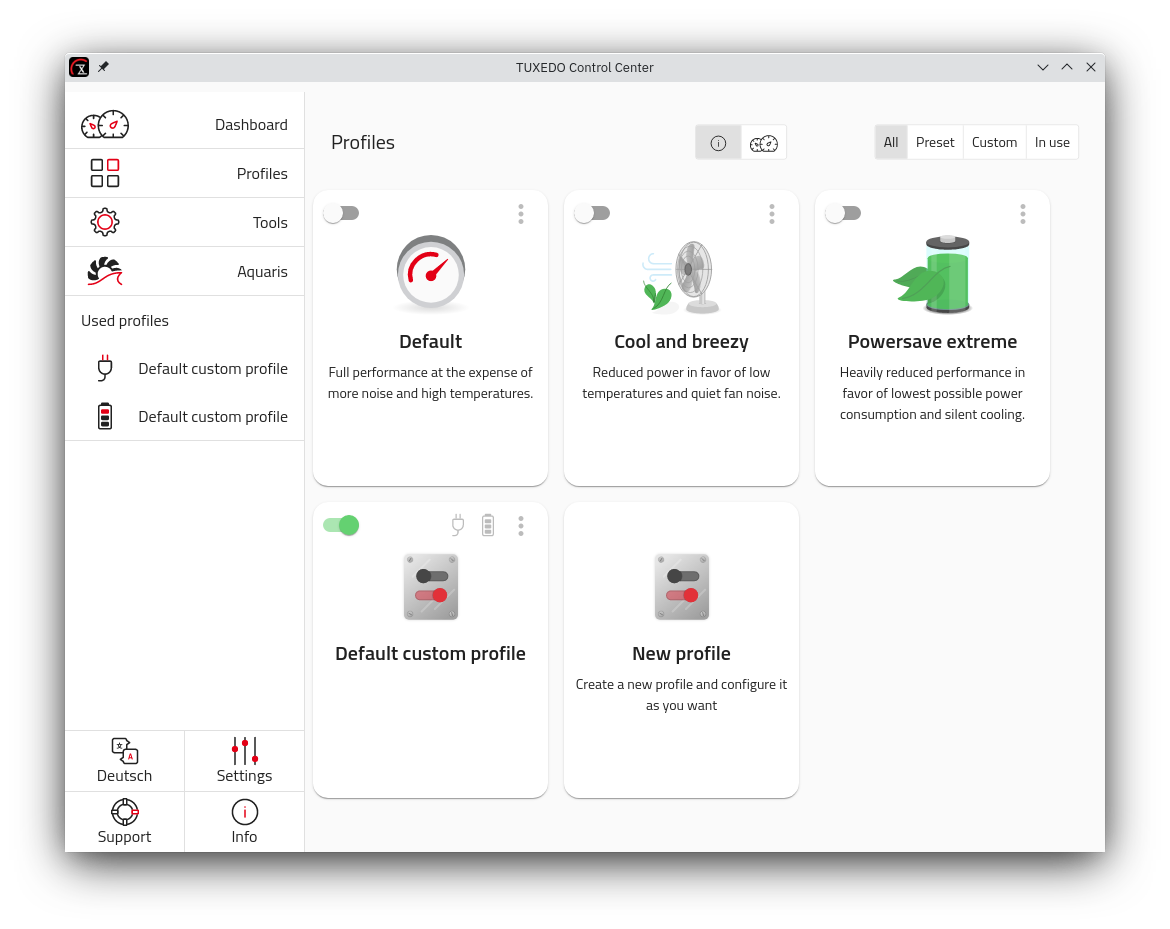 TUXEDO Control Center
Dashboard
Profiles
Tools
Aquaris
Used profiles
Default custom profile
Default custom profile
Deutsch
Settings
Support
Info
Profiles
All
Preset
Custom
In use
Default
Full performance at the expense of
more noise and high temperatures.
Cool and breezy
Reduced power in favor of low
temperatures and quiet fan noise.
Powersave extreme
Heavily reduced performance in
favor of lowest possible power
consumption and silent cooling.
Default custom profile
New profile
Create a new profile and configure it
as you want